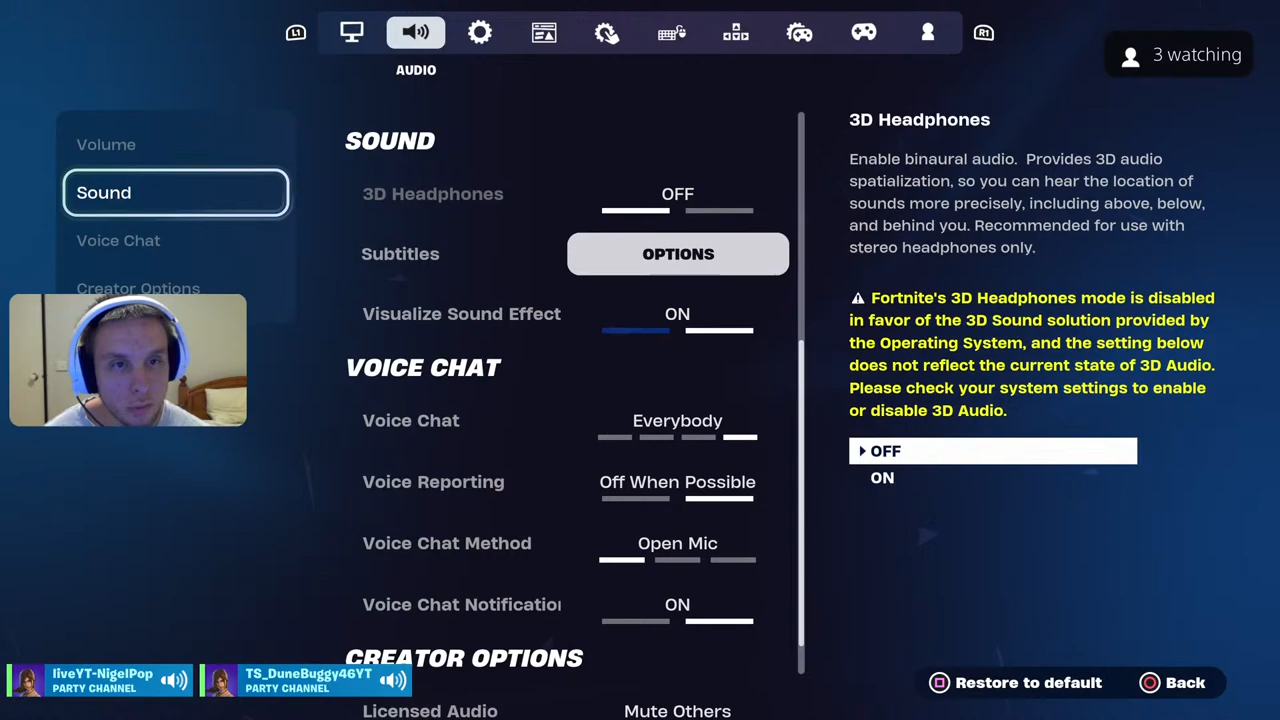 L1
R1
AUDIO
3 watching
Volume
Sound
Voice Chat
Creator Options
SOUND
3D Headphones OFF
Subtitles OPTIONS
Visualize Sound Effect ON
VOICE CHAT
Voice Chat Everybody
Voice Reporting Off When Possible
Voice Chat Method Open Mic
Voice Chat Notification ON
CREATOR OPTIONS
Licensed Audio Mute Others
3D Headphones
Enable binaural audio. Provides 3D audio
spatialization, so you can hear the location of
sounds more precisely, including above, below,
and behind you. Recommended for use with
stereo headphones only.
Fortnite's 3D Headphones mode is disabled
in favor of the 3D Sound solution provided by
the Operating System, and the setting below
does not reflect the current state of 3D Audio.
Please check your system settings to enable
or disable 3D Audio.
OFF
ON
liveYT-NigelPop
PARTY CHANNEL
TS_DuneBuggy46YT
PARTY CHANNEL
Restore to default
Back